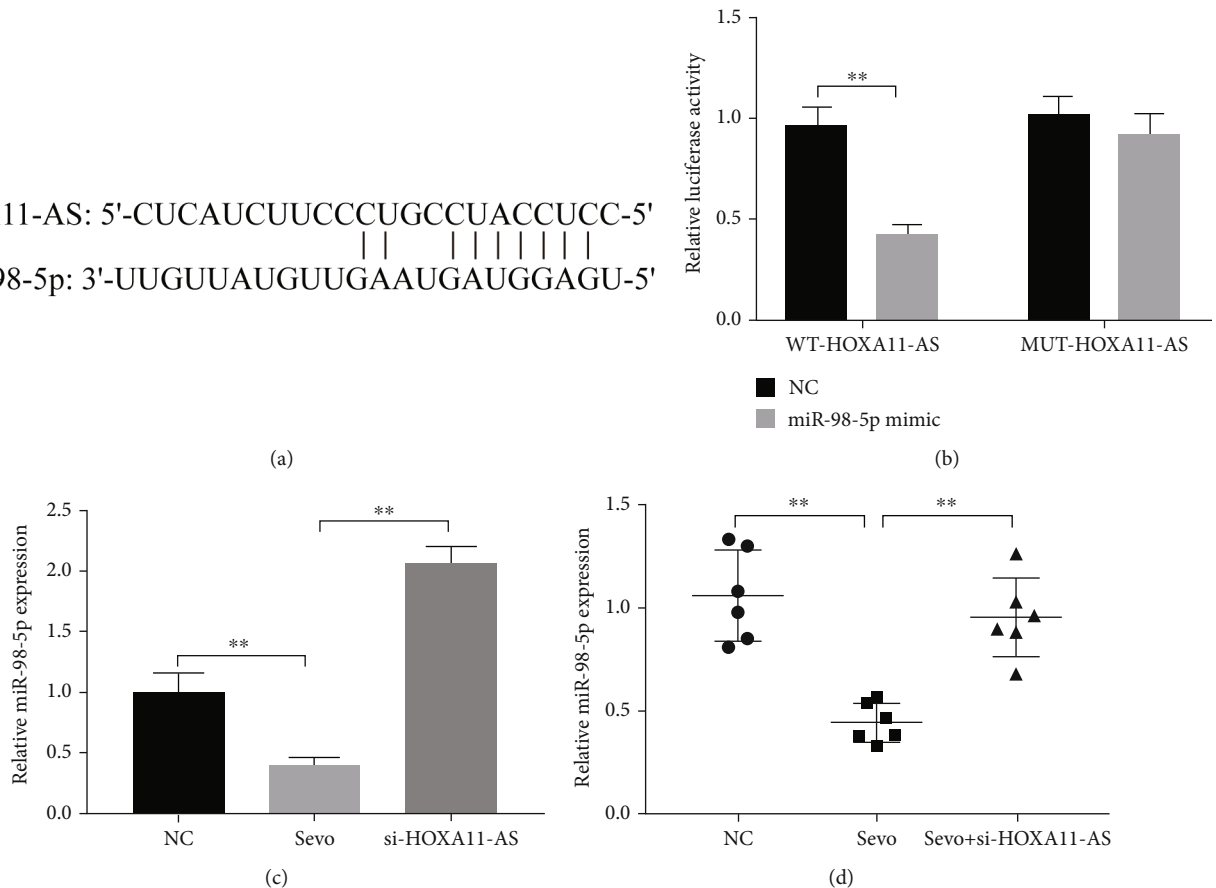 11-AS: 5'-CUCAUCUUCCCUGCCUACCUCC-5'
98-5p: 3'-UUGUUAUGUUGAAUGAUGGAGU-5'
(a)
Relative luciferase activity
1.5
1.0
0.5
0.0
**
WT-HOXA11-AS
MUT-HOXA11-AS
NC
miR-98-5p mimic
(b)
Relative miR-98-5p expression
2.5
2.0
1.5
1.0
0.5
0.0
**
**
NC
Sevo
si-HOXA11-AS
(c)
Relative miR-98-5p expression
1.5
1.0
0.5
0.0
**
**
NC
Sevo
Sevo+si-HOXA11-AS
(d)